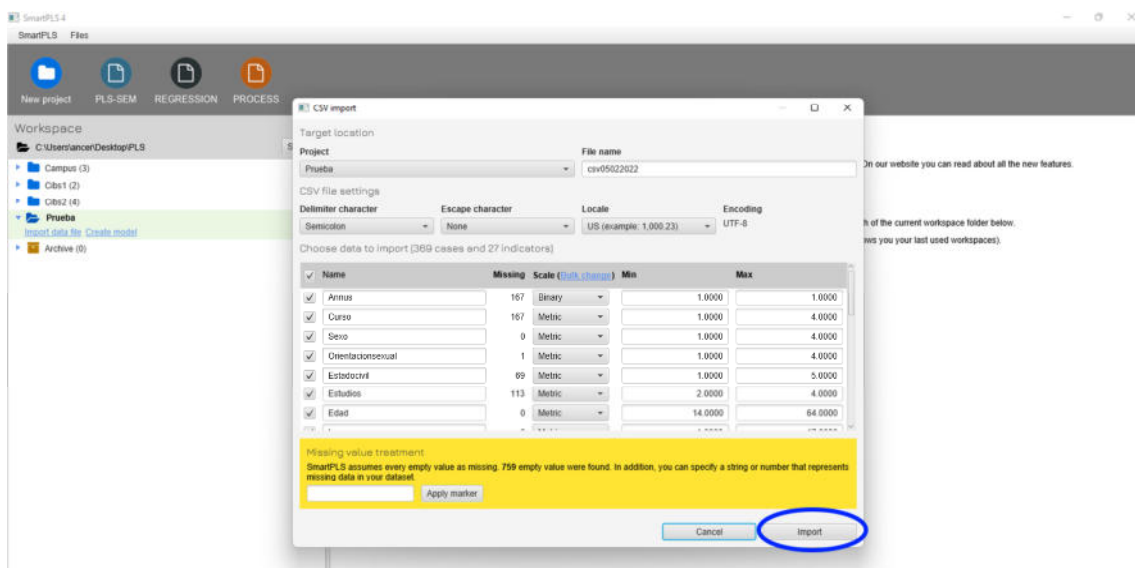 SmartPLS 4
SmartPLS Files
New project PLS-SEM REGRESSION PROCESS
Workspace
C:\Users\ancer\Desktop\PLS
Campus (3)
Cibs1 (2)
Cibs2 (4)
Prueba
Import data file Create model
Archive (0)
On our website you can read about all the new features.
h of the current workspace folder below.
ws you your last used workspaces).
CSV import
Target location
Project File name
Prueba csv05022022
CSV file settings
Delimiter character Escape character Locale Encoding
Semicolon None US (example: 1,000.23) UTF-8
Choose data to import (369 cases and 27 indicators)
Name Missing Scale (Bulk change) Min Max
Annus 167 Binary 1.0000 1.0000
Curso 167 Metric 1.0000 4.0000
Sexo 0 Metric 1.0000 4.0000
Orientacionsexual 1 Metric 1.0000 4.0000
Estadocivil 69 Metric 1.0000 5.0000
Estudios 113 Metric 2.0000 4.0000
Edad 0 Metric 14.0000 64.0000
Missing value treatment
SmartPLS assumes every empty value as missing. 759 empty value were found. In addition, you can specify a string or number that represents
missing data in your dataset.
Apply marker
Cancel Import